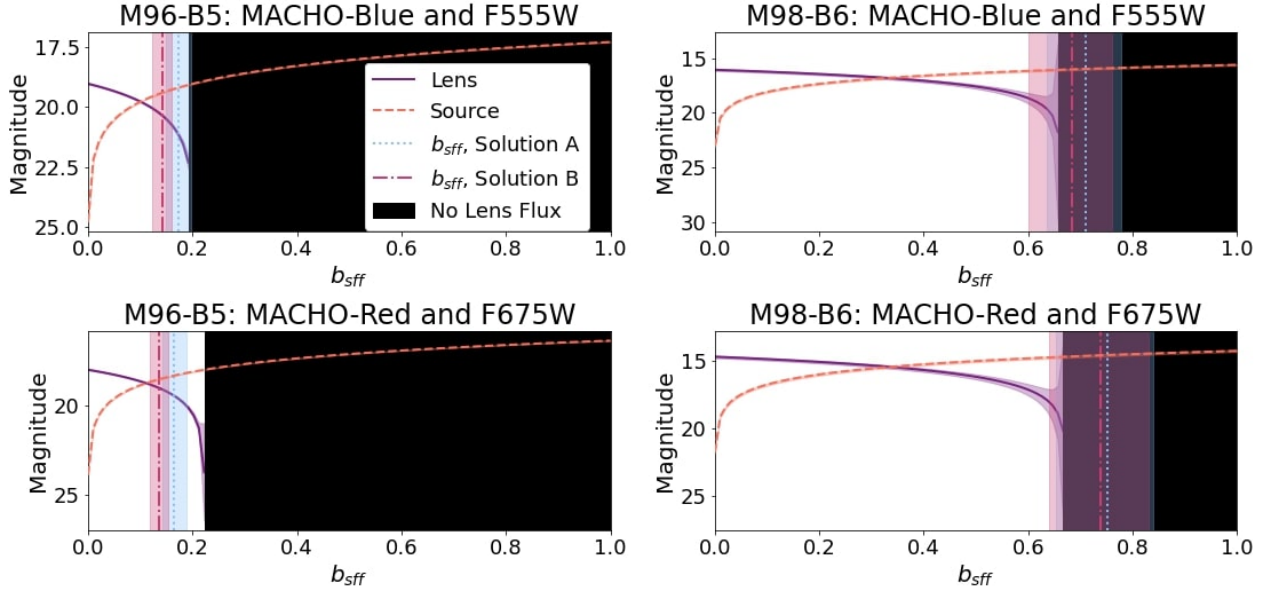 M96-B5: MACHO-Blue and F555W
17.5
20.0
22.5
25.0
Magnitude
0.0 0.2 0.4 0.6 0.8 1.0
b_sff
Lens
Source
b_sff, Solution A
b_sff, Solution B
No Lens Flux
M98-B6: MACHO-Blue and F555W
15
20
25
30
Magnitude
0.0 0.2 0.4 0.6 0.8 1.0
b_sff
M96-B5: MACHO-Red and F675W
20
25
Magnitude
0.0 0.2 0.4 0.6 0.8 1.0
b_sff
M98-B6: MACHO-Red and F675W
15
20
25
Magnitude
0.0 0.2 0.4 0.6 0.8 1.0
b_sff